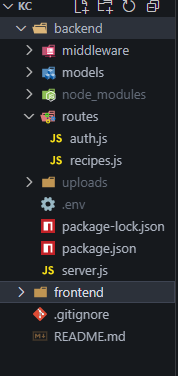 KC
backend
middleware
models
node_modules
routes
JS auth.js
JS recipes.js
uploads
.env
package-lock.json
package.json
JS server.js
frontend
.gitignore
README.md